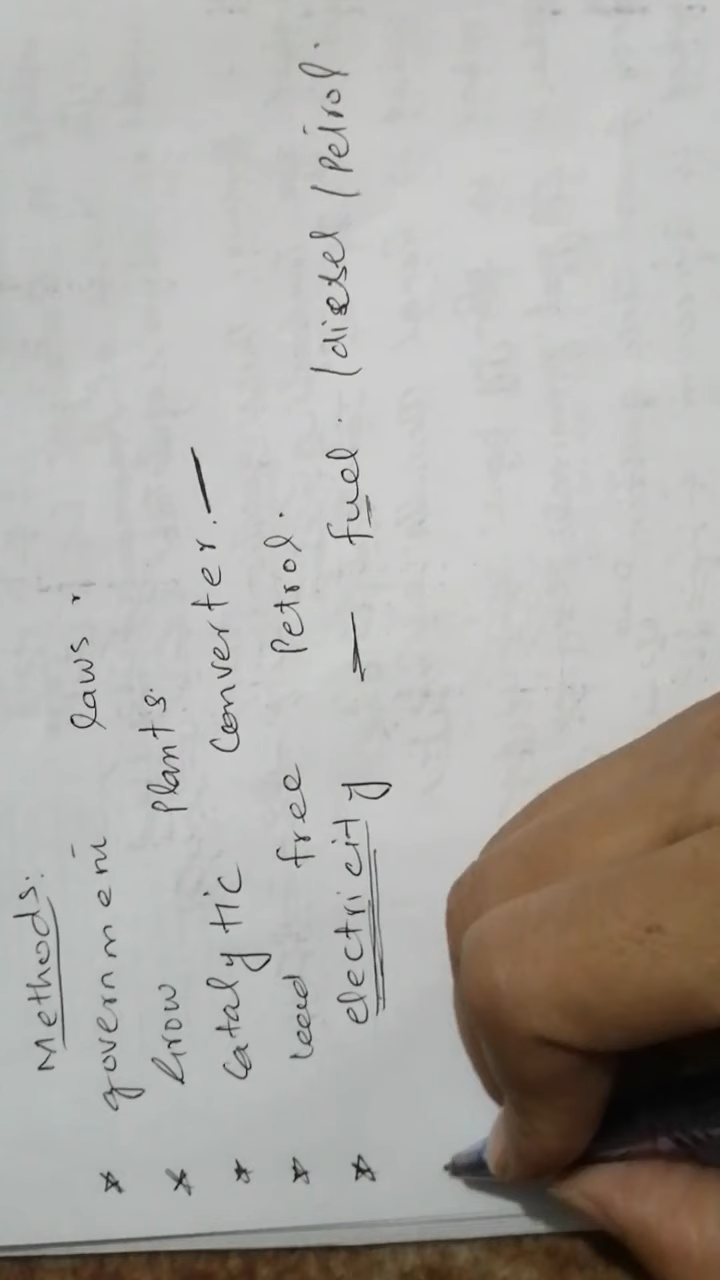 Methods:
* government laws.
* Grow Plants.
* Catalytic Converter. —
* lead free Petrol.
* electricity — fuel. (diesel / Petrol.